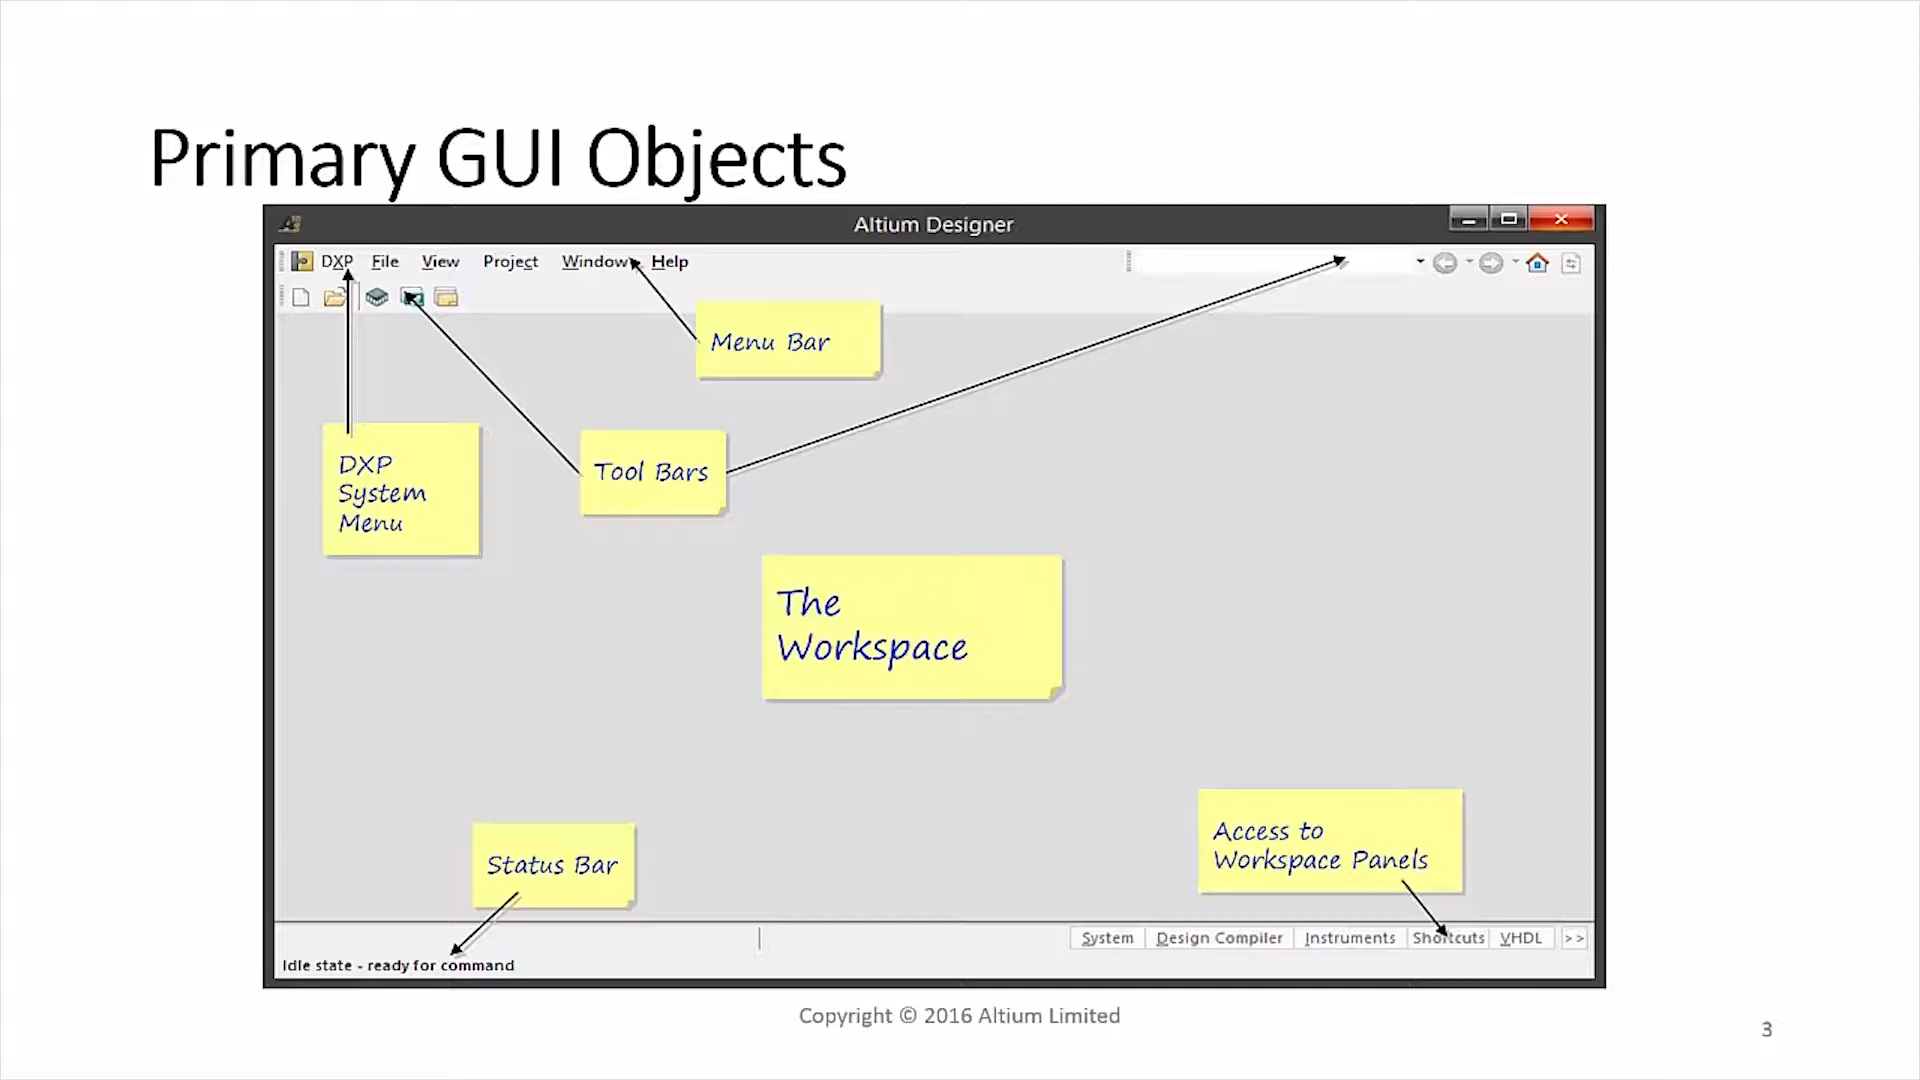 Primary GUI Objects
Altium Designer
DXP File View Project Window Help
Menu Bar
DXP
System
Menu
Tool Bars
The
Workspace
Status Bar
Access to
Workspace Panels
System Design Compiler Instruments Shortcuts VHDL >>
Idle state - ready for command
Copyright © 2016 Altium Limited
3